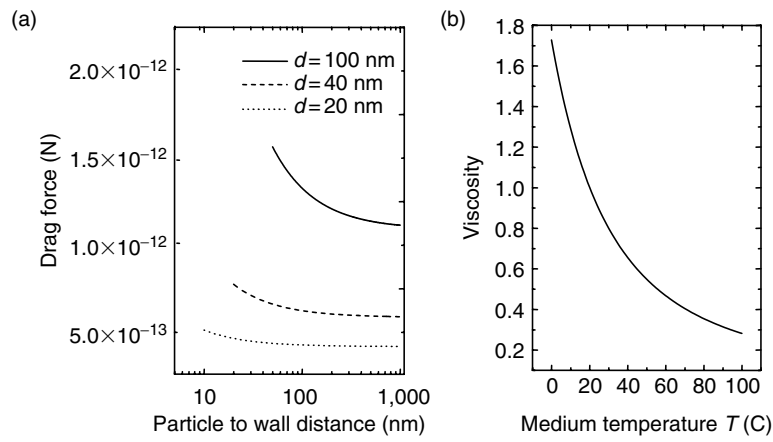 (a)
Drag force (N)
2.0×10⁻¹²
1.5×10⁻¹²
1.0×10⁻¹²
5.0×10⁻¹³
d = 100 nm
d = 40 nm
d = 20 nm
10 100 1,000
Particle to wall distance (nm)
(b)
Viscosity
1.8
1.6
1.4
1.2
1.0
0.8
0.6
0.4
0.2
0 20 40 60 80 100
Medium temperature T (C)